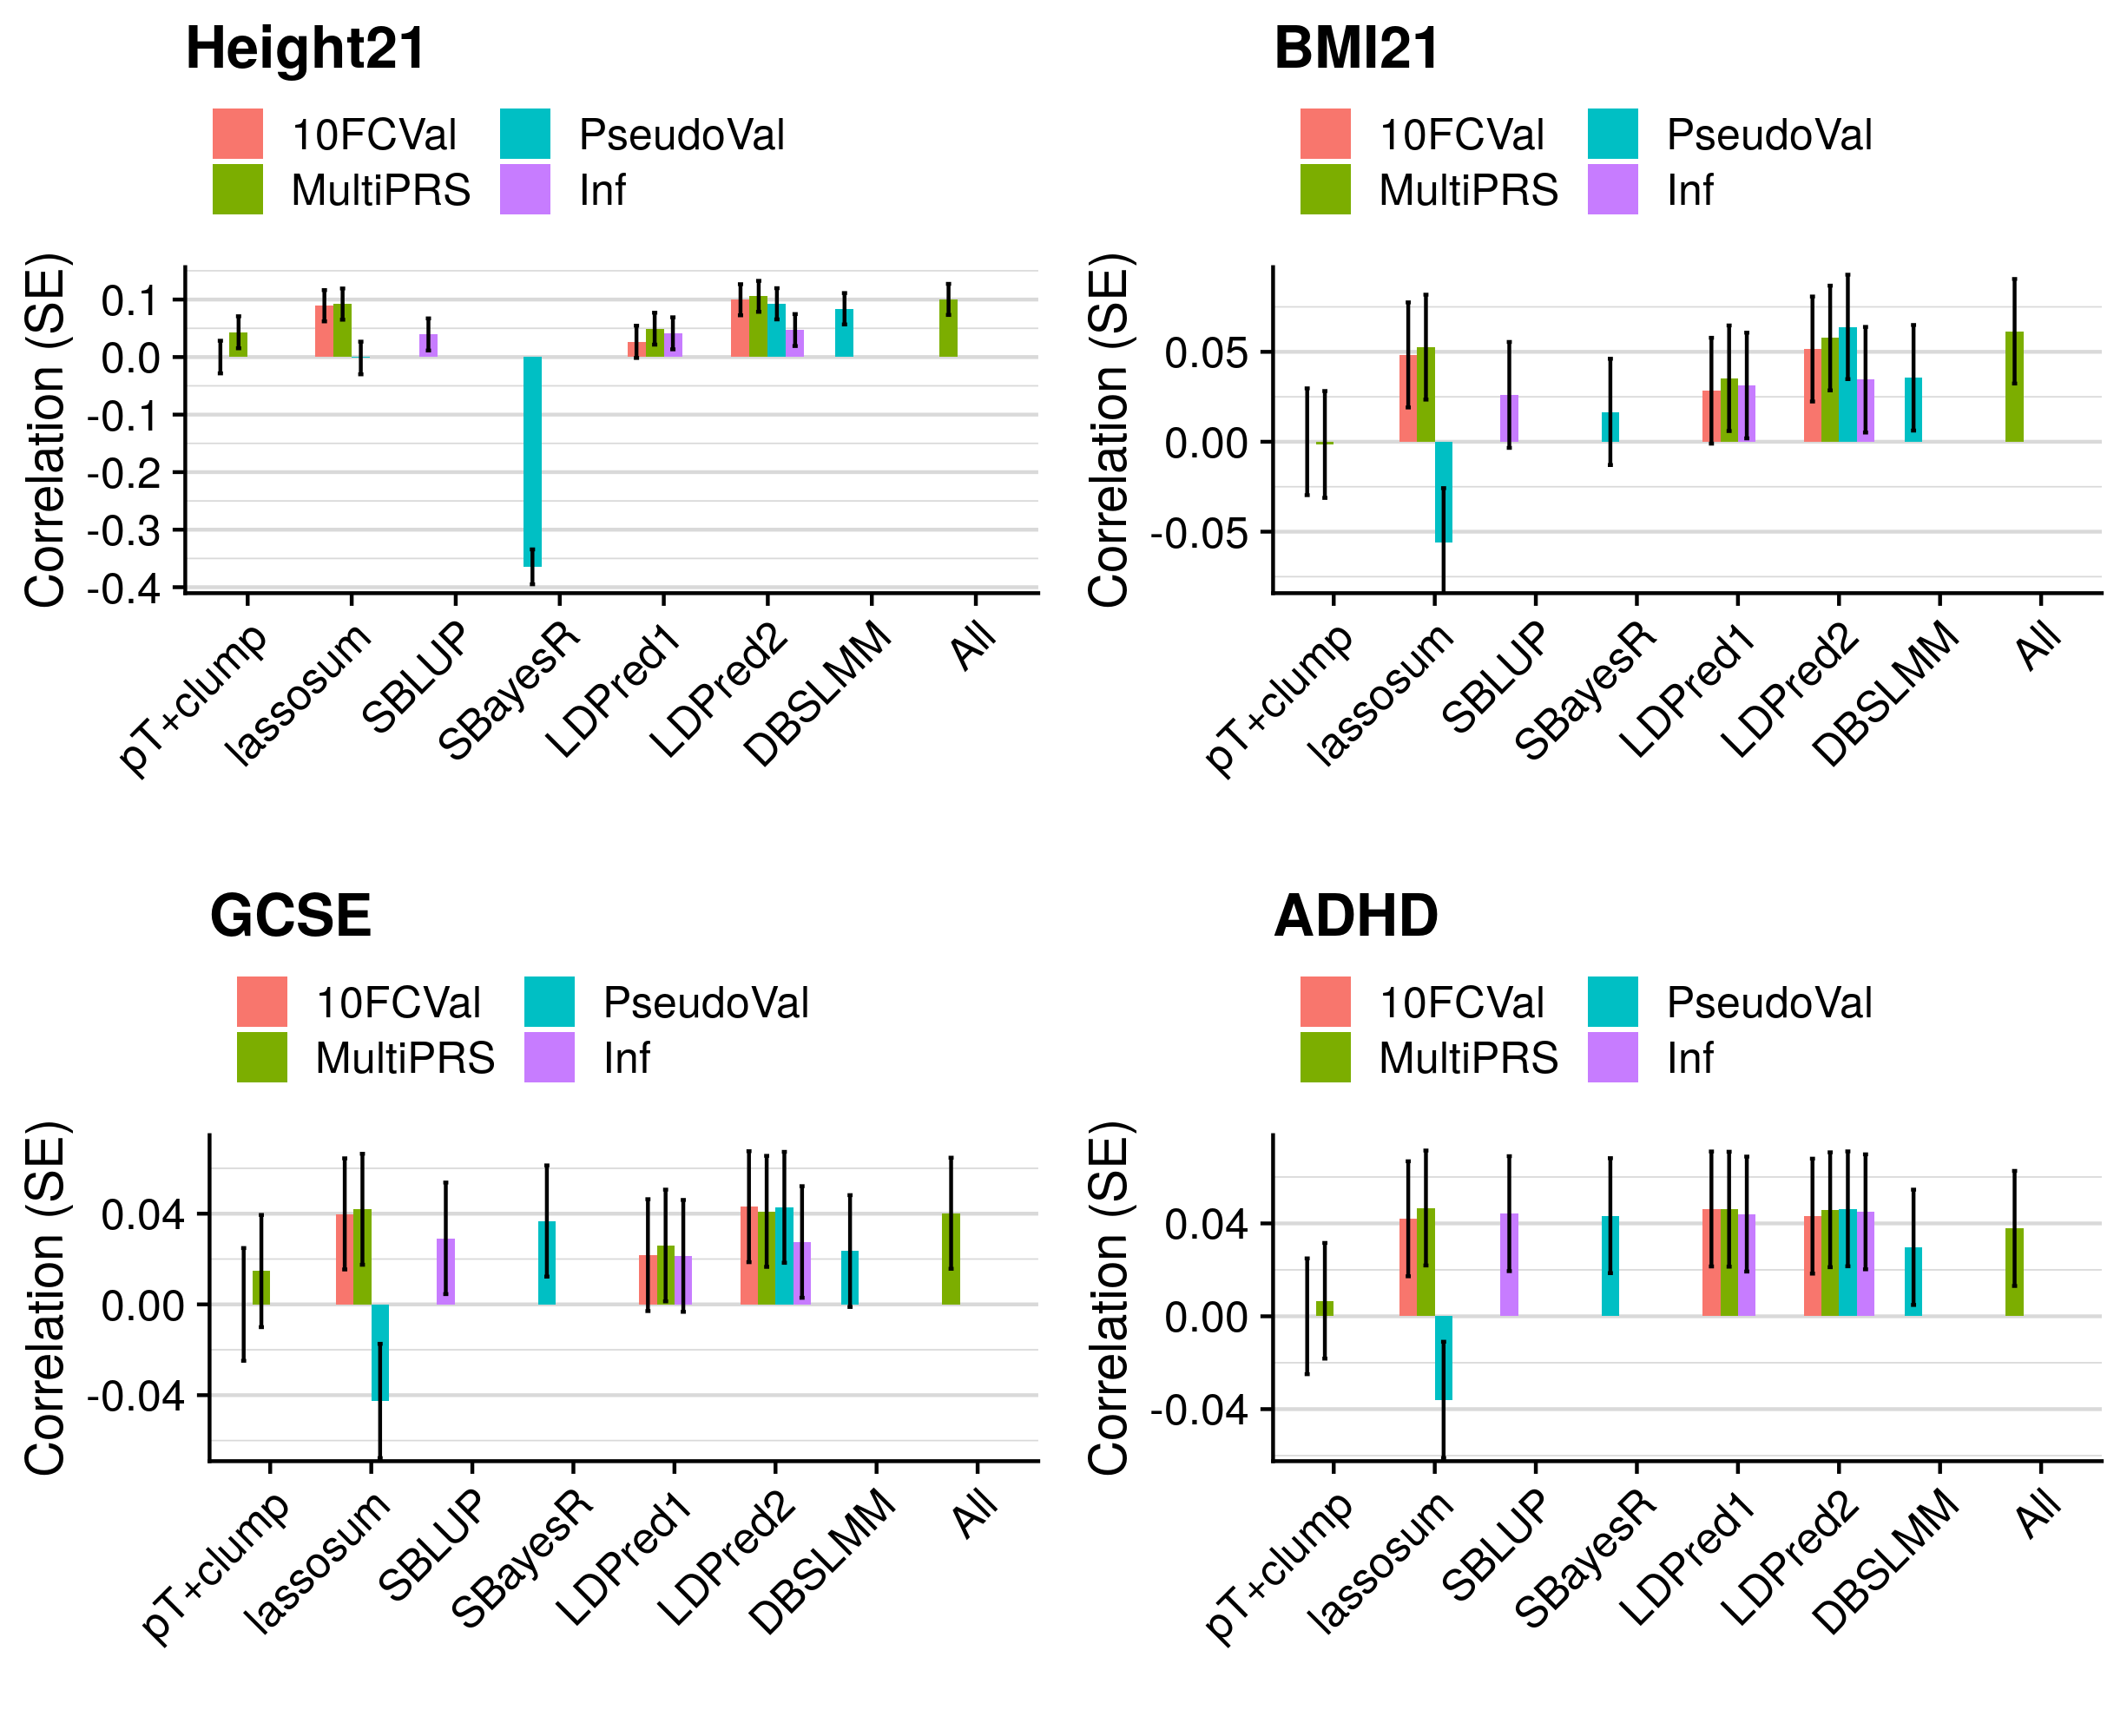 Height21
10FCVal
PseudoVal
MultiPRS
Inf
Correlation (SE)
0.1
0.0
-0.1
-0.2
-0.3
-0.4
pT+clump
lassosum
SBLUP
SBayesR
LDPred1
LDPred2
DBSLMM
All
BMI21
10FCVal
PseudoVal
MultiPRS
Inf
Correlation (SE)
0.05
0.00
-0.05
pT+clump
lassosum
SBLUP
SBayesR
LDPred1
LDPred2
DBSLMM
All
GCSE
10FCVal
PseudoVal
MultiPRS
Inf
Correlation (SE)
0.04
0.00
-0.04
pT+clump
lassosum
SBLUP
SBayesR
LDPred1
LDPred2
DBSLMM
All
ADHD
10FCVal
PseudoVal
MultiPRS
Inf
Correlation (SE)
0.04
0.00
-0.04
pT+clump
lassosum
SBLUP
SBayesR
LDPred1
LDPred2
DBSLMM
All